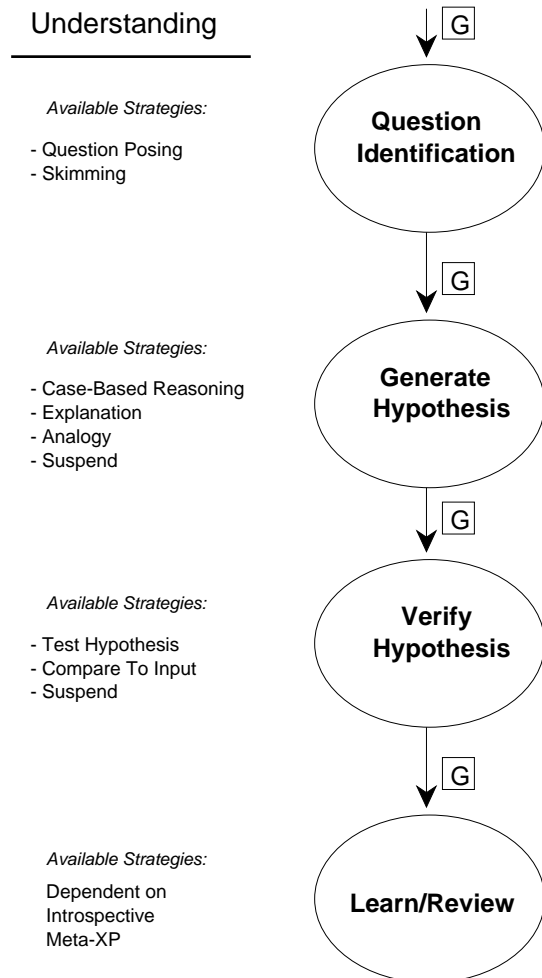 Understanding
G
Available Strategies:
- Question Posing
- Skimming
Question
Identification
G
Available Strategies:
- Case-Based Reasoning
- Explanation
- Analogy
- Suspend
Generate
Hypothesis
G
Available Strategies:
- Test Hypothesis
- Compare To Input
- Suspend
Verify
Hypothesis
G
Available Strategies:
Dependent on
Introspective
Meta-XP
Learn/Review